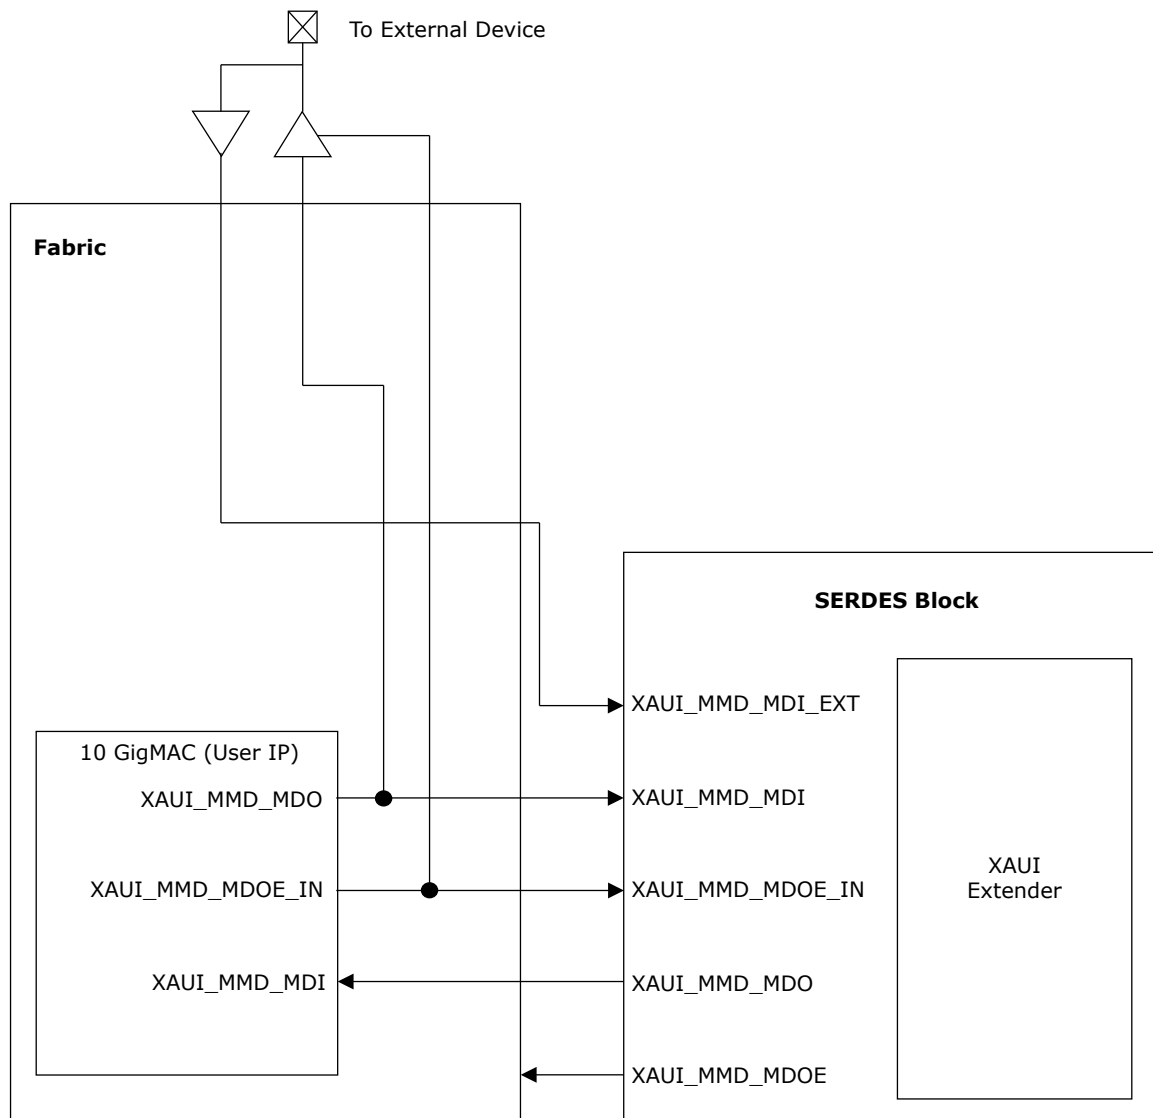 To External Device
Fabric
SERDES Block
XAUI_MMD_MDI_EXT
10 GigMAC (User IP)
XAUI_MMD_MDO
XAUI_MMD_MDI
XAUI_MMD_MDOE_IN
XAUI_MMD_MDOE_IN
XAUI
Extender
XAUI_MMD_MDI
XAUI_MMD_MDO
XAUI_MMD_MDOE